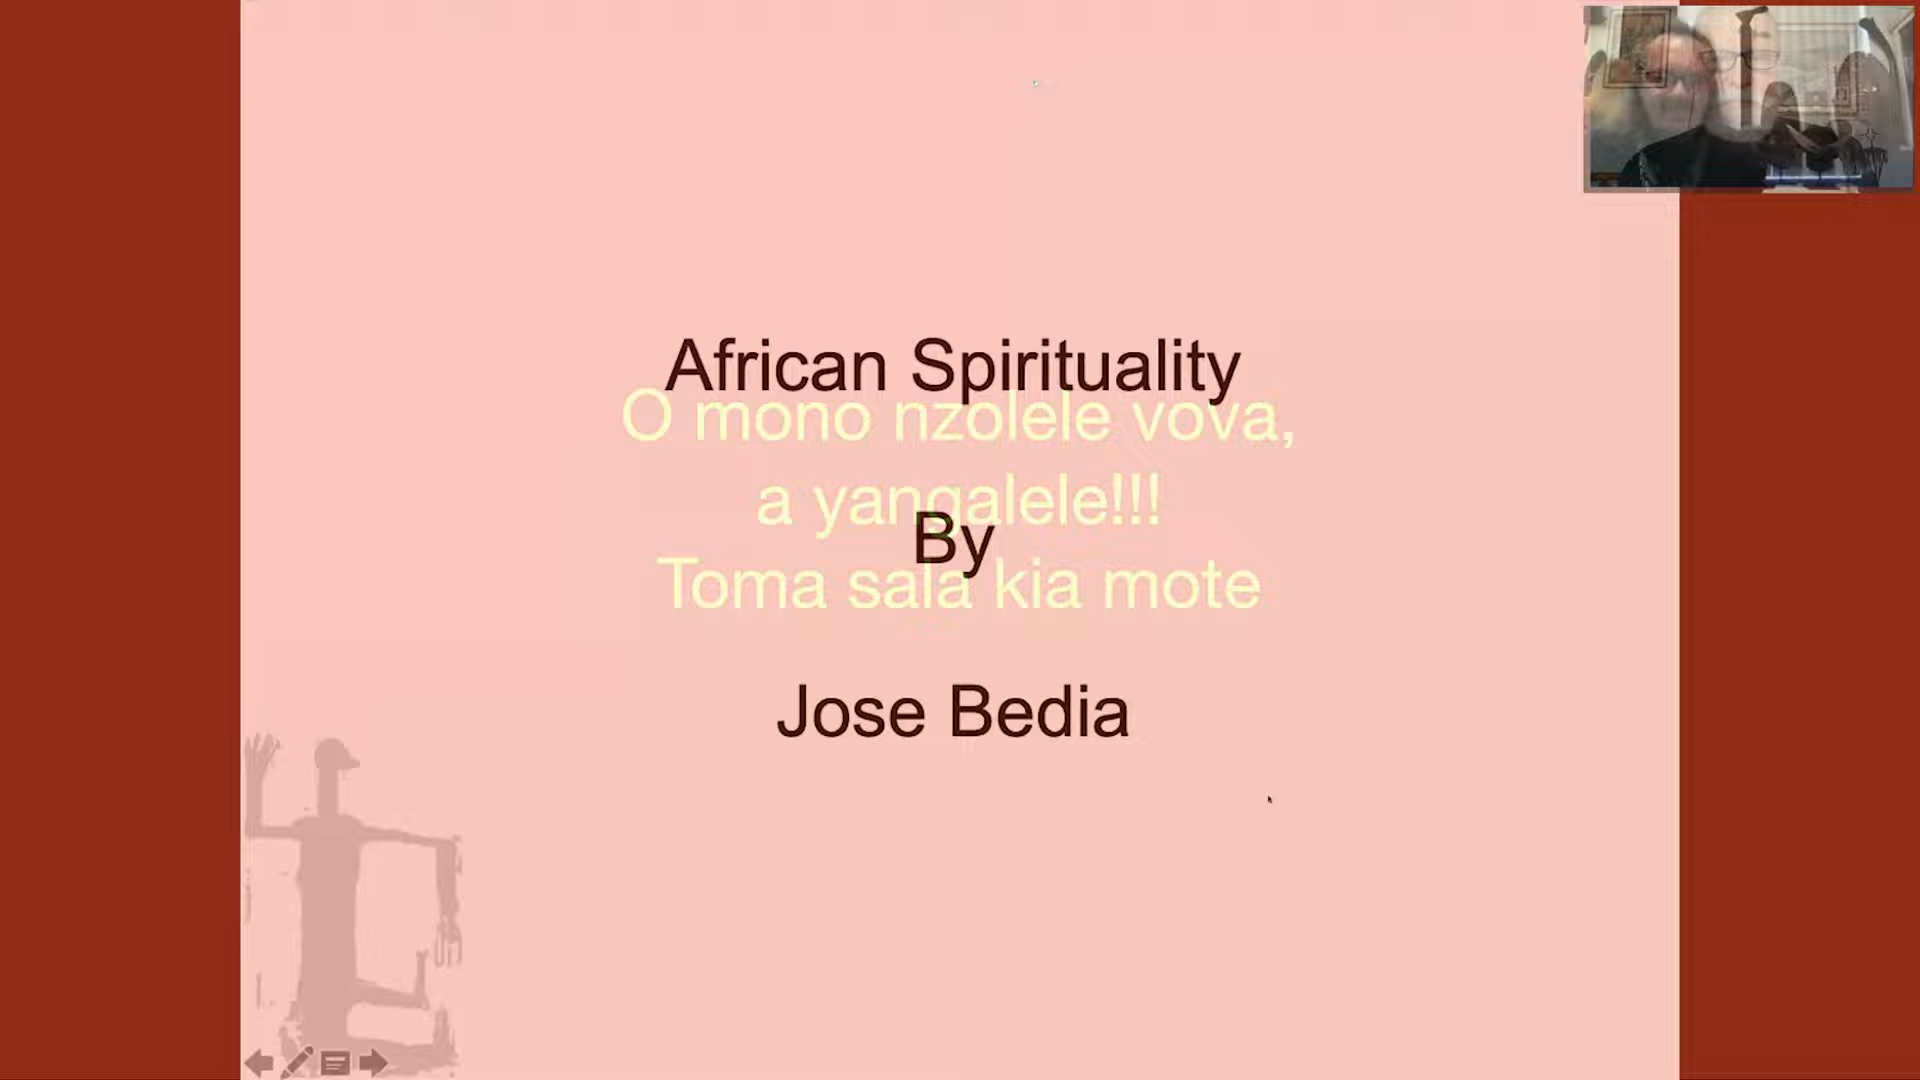 African Spirituality
O mono nzolele vova,
a yangalele!!!
By
Toma sala kia mote
Jose Bedia